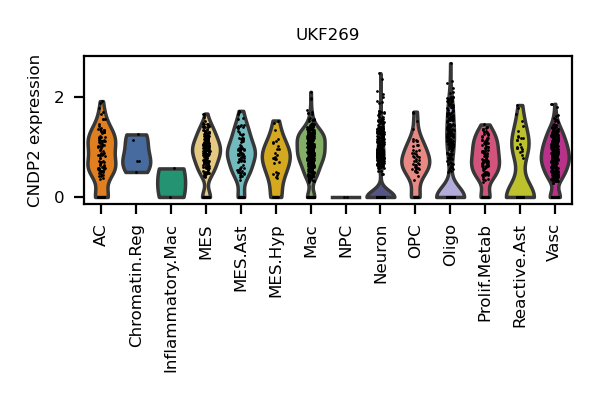 UKF269
CNDP2 expression
2
0
AC
Chromatin.Reg
Inflammatory.Mac
MES
MES.Ast
MES.Hyp
Mac
NPC
Neuron
OPC
Oligo
Prolif.Metab
Reactive.Ast
Vasc